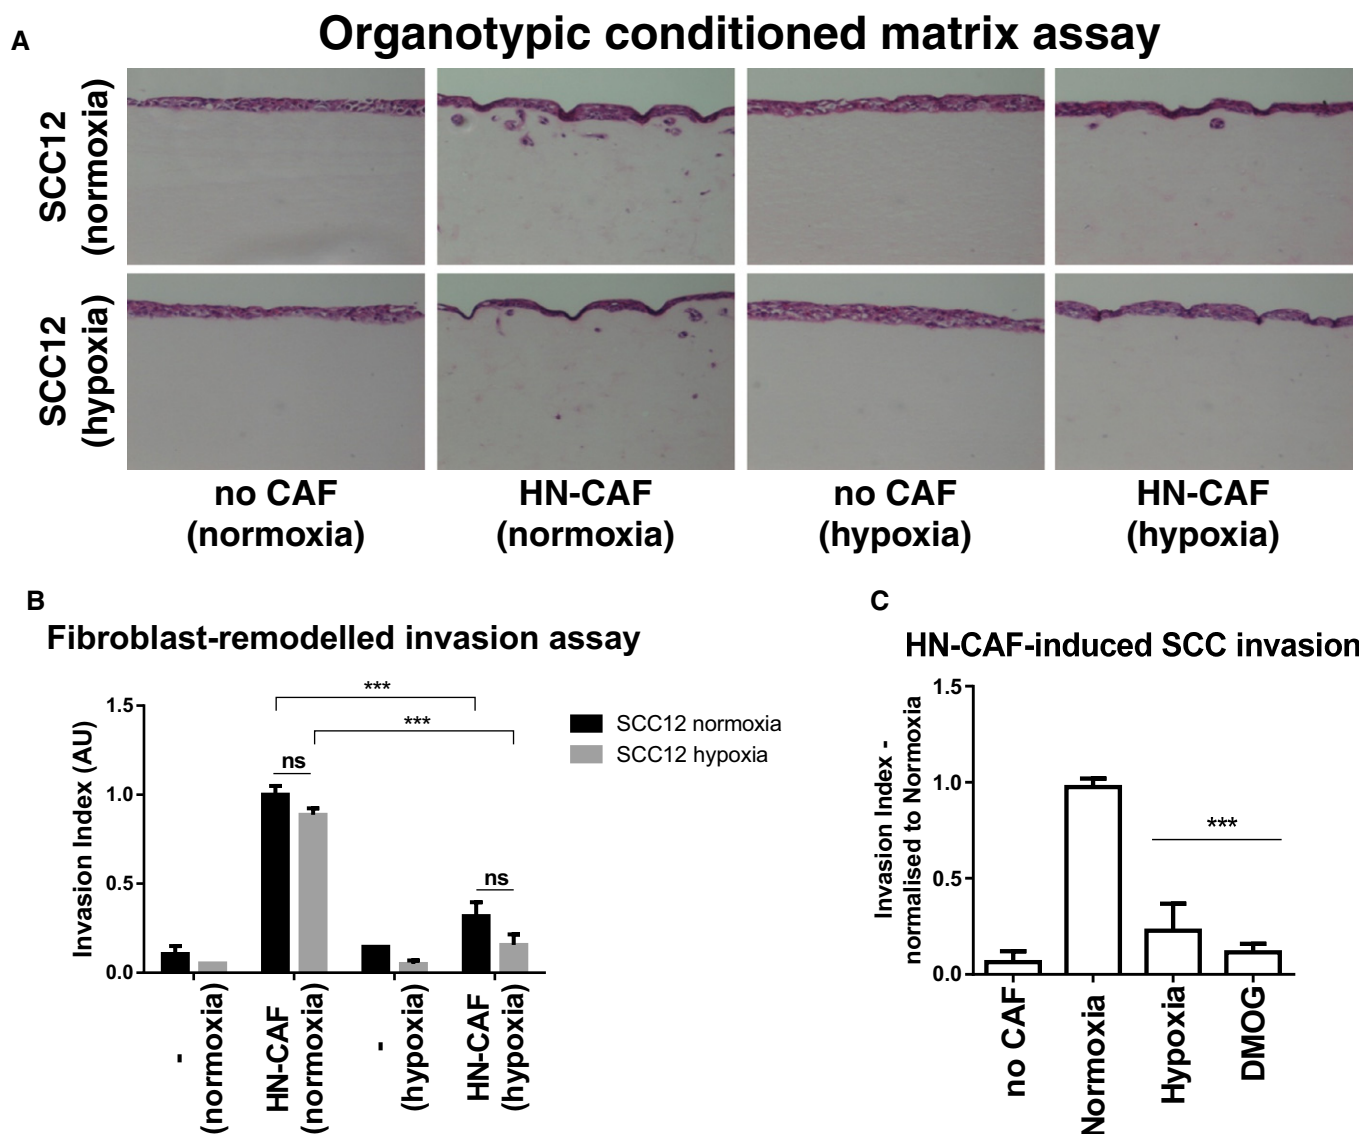 A
Organotypic conditioned matrix assay
SCC12
(normoxia)
SCC12
(hypoxia)
no CAF
(normoxia)
HN-CAF
(normoxia)
no CAF
(hypoxia)
HN-CAF
(hypoxia)
B
Fibroblast-remodelled invasion assay
Invasion Index (AU)
1.5
1.0
0.5
0.0
***
***
ns
ns
SCC12 normoxia
SCC12 hypoxia
-
(normoxia)
HN-CAF
(normoxia)
-
(hypoxia)
HN-CAF
(hypoxia)
C
HN-CAF-induced SCC invasion
Invasion Index -
normalised to Normoxia
1.5
1.0
0.5
0.0
***
no CAF
Normoxia
Hypoxia
DMOG